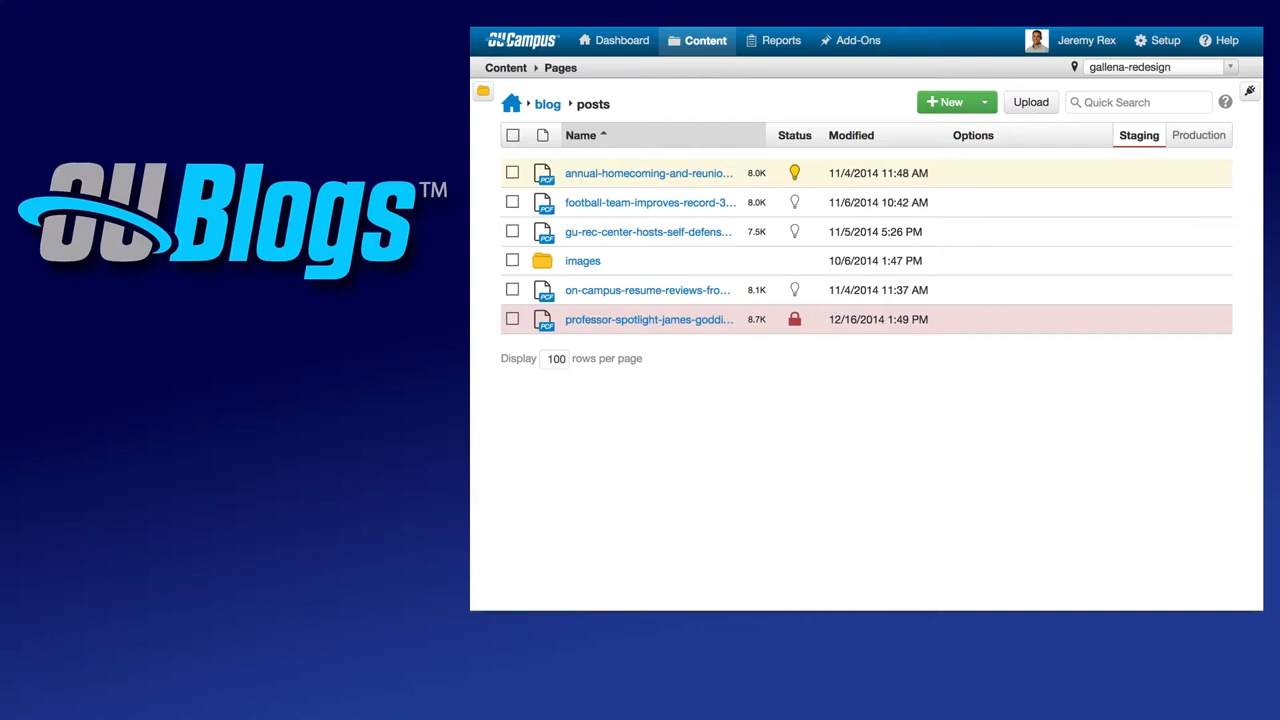 OU Campus Dashboard Content Reports Add-Ons Jeremy Rex Setup Help
Content Pages gallena-redesign
blog posts + New Upload Quick Search ?
Name Status Modified Options Staging Production
annual-homecoming-and-reunio... 8.0K 11/4/2014 11:48 AM
PCF
OUBlogs™
football-team-improves-record-3... 8.0K 11/6/2014 10:42 AM
PCF
gu-rec-center-hosts-self-defens... 7.5K 11/5/2014 5:26 PM
PCF
images 10/6/2014 1:47 PM
on-campus-resume-reviews-fro... 8.1K 11/4/2014 11:37 AM
PCF
professor-spotlight-james-goddi... 8.7K 12/16/2014 1:49 PM
PCF
Display 100 rows per page